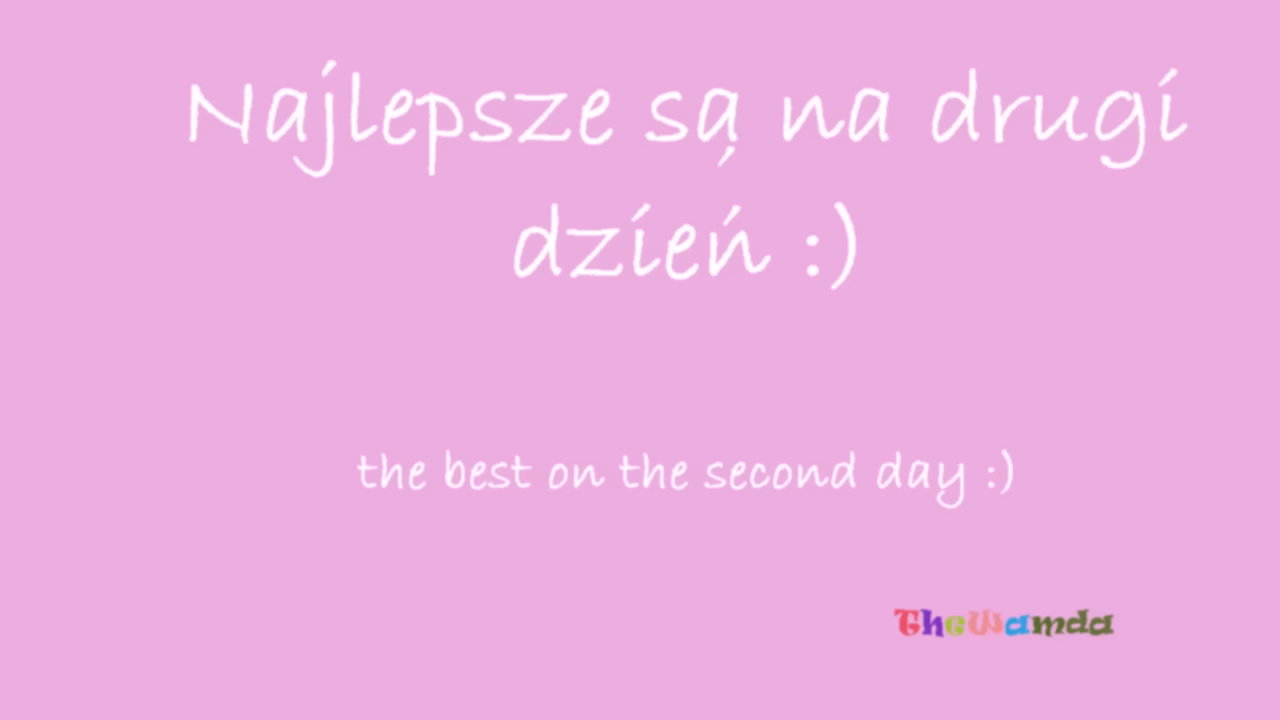 Najlepsze są na drugi
dzień :)
the best on the second day :)
TheWamda